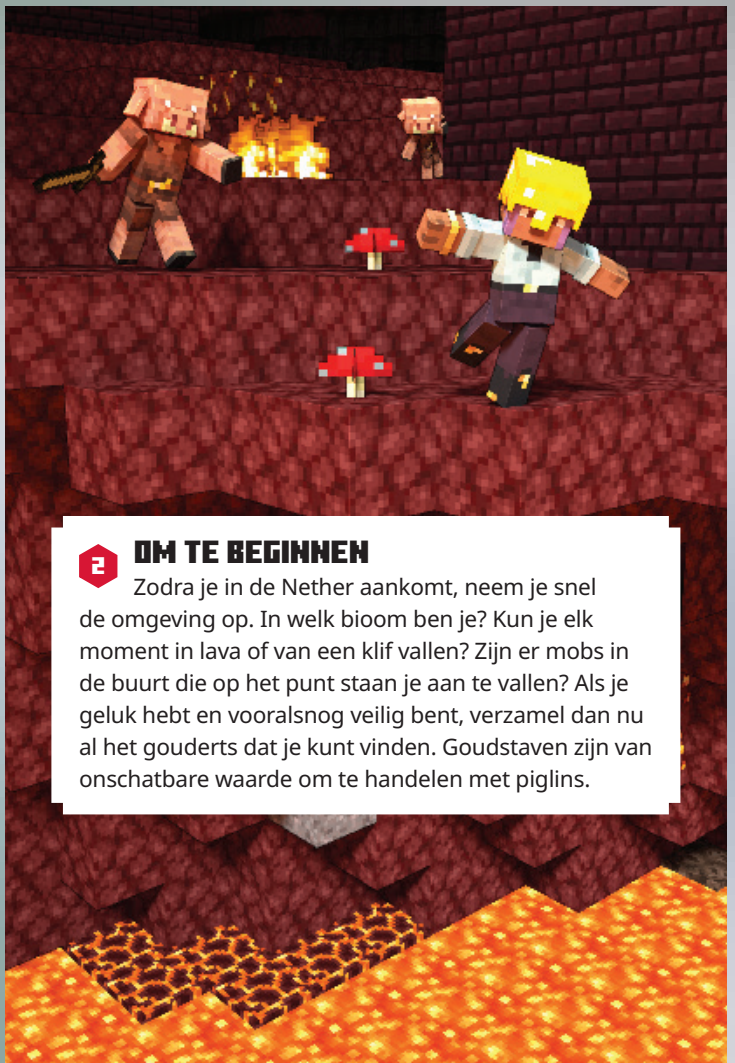 2
OM TE BEGINNEN
Zodra je in de Nether aankomt, neem je snel
de omgeving op. In welk bioom ben je? Kun je elk
moment in lava of van een klif vallen? Zijn er mobs in
de buurt die op het punt staan je aan te vallen? Als je
geluk hebt en vooralsnog veilig bent, verzamel dan nu
al het gouderts dat je kunt vinden. Goudstaven zijn van
onschatbare waarde om te handelen met piglins.